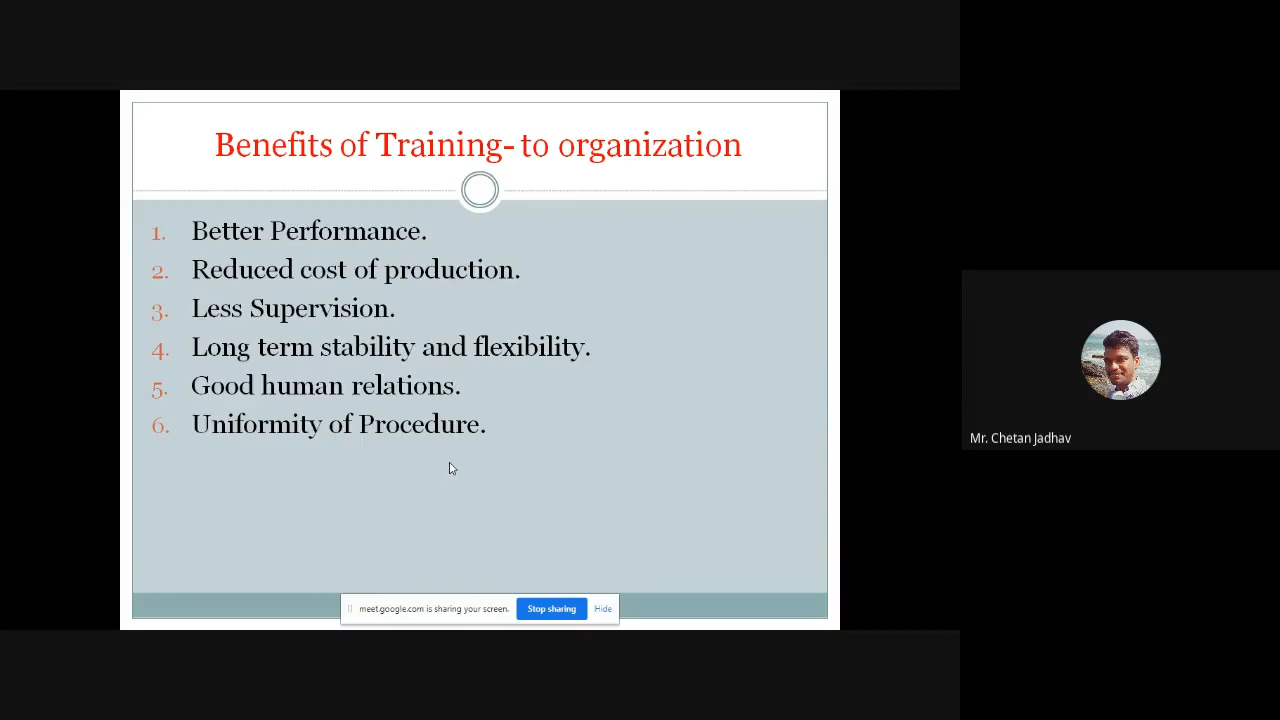 Benefits of Training- to organization
1. Better Performance.
2. Reduced cost of production.
3. Less Supervision.
4. Long term stability and flexibility.
5. Good human relations.
6. Uniformity of Procedure.
Mr. Chetan Jadhav
meet.google.com is sharing your screen. Stop sharing Hide